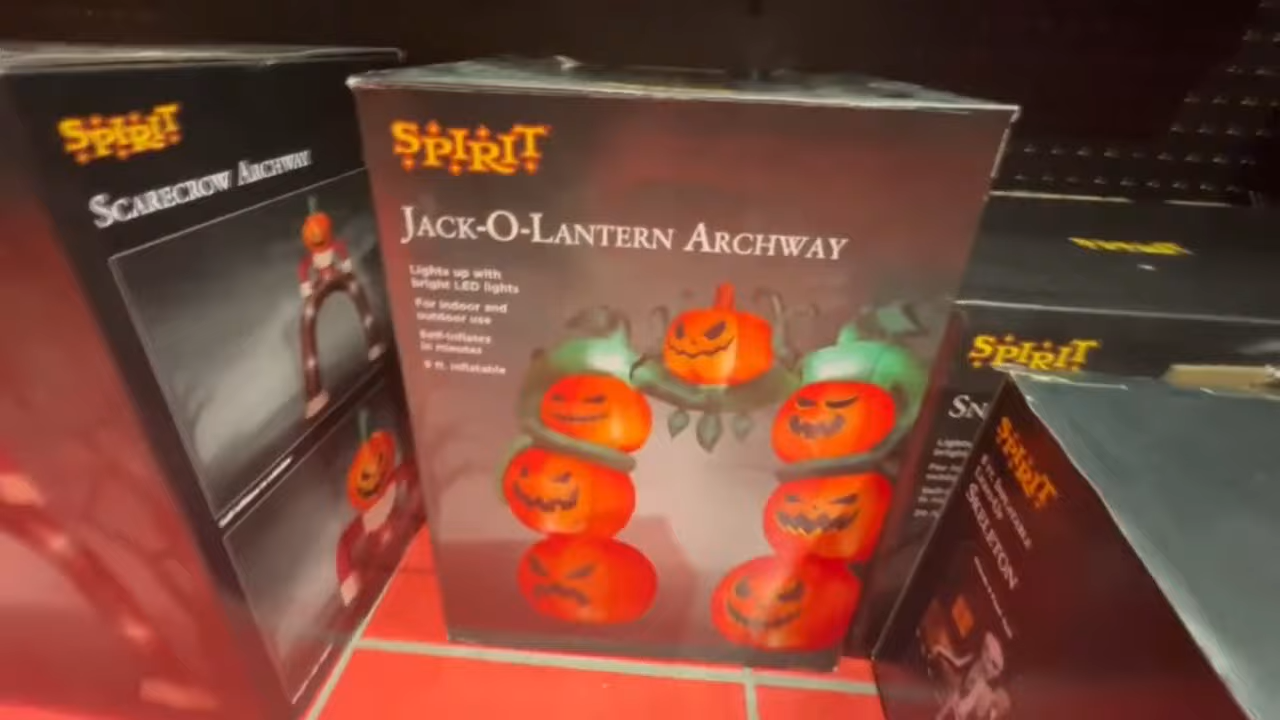 SPIRIT
SCARECROW ARCHWAY
SPIRIT
JACK-O-LANTERN ARCHWAY
Lights up with
bright LED lights
For indoor and
outdoor use
Self-inflates
in minutes
9 ft. inflatable
SPIRIT
SN
SPIRIT
SKELETON